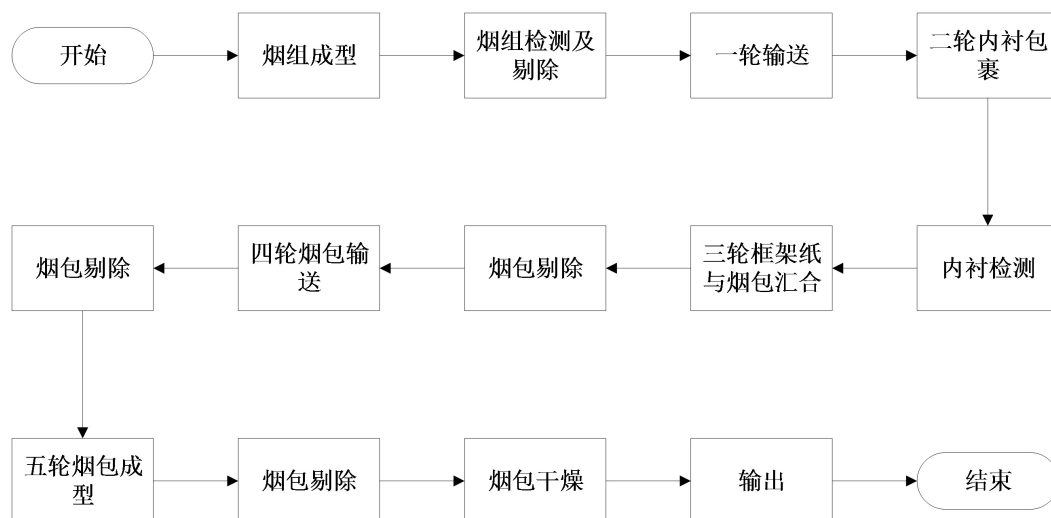 开始
烟组成型
烟组检测及
剔除
一轮输送
二轮内衬包
裹
内衬检测
三轮框架纸
与烟包汇合
烟包剔除
四轮烟包输
送
烟包剔除
五轮烟包成
型
烟包剔除
烟包干燥
输出
结束